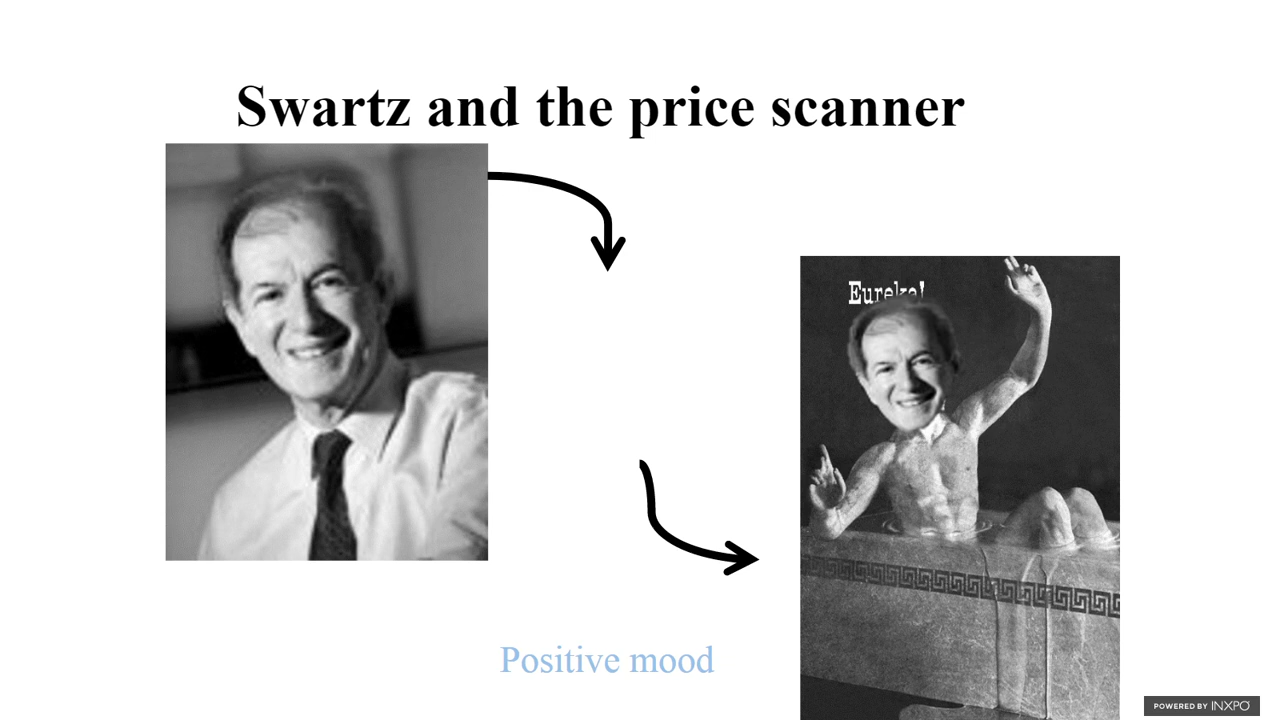 Swartz and the price scanner
Eureka!
Positive mood
POWERED BY INXPO